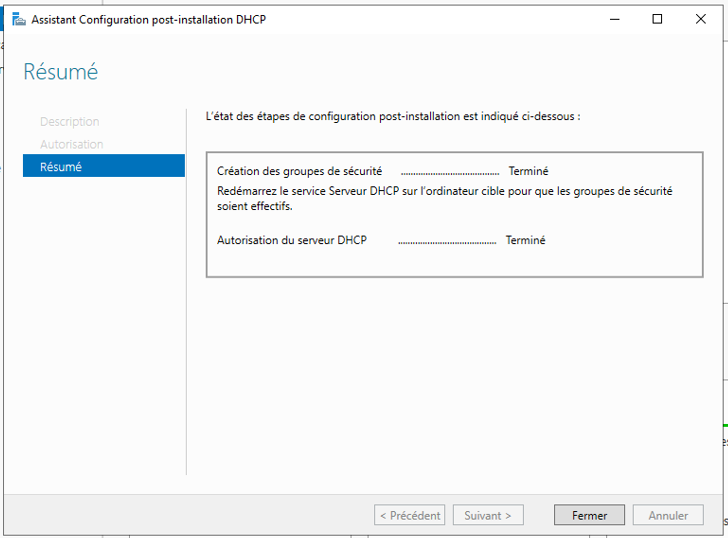 Assistant Configuration post-installation DHCP
Résumé
Description
Autorisation
Résumé
L'état des étapes de configuration post-installation est indiqué ci-dessous :
Création des groupes de sécurité ........................................ Terminé
Redémarrez le service Serveur DHCP sur l'ordinateur cible pour que les groupes de sécurité
soient effectifs.
Autorisation du serveur DHCP ........................................ Terminé
< Précédent
Suivant >
Fermer
Annuler